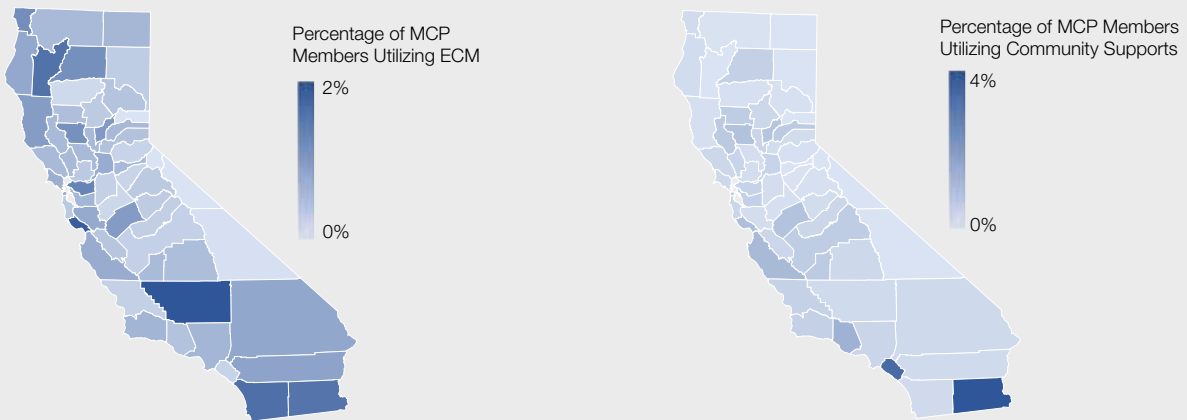 Percentage of MCP
Members Utilizing ECM
2%
0%
Percentage of MCP Members
Utilizing Community Supports
4%
0%